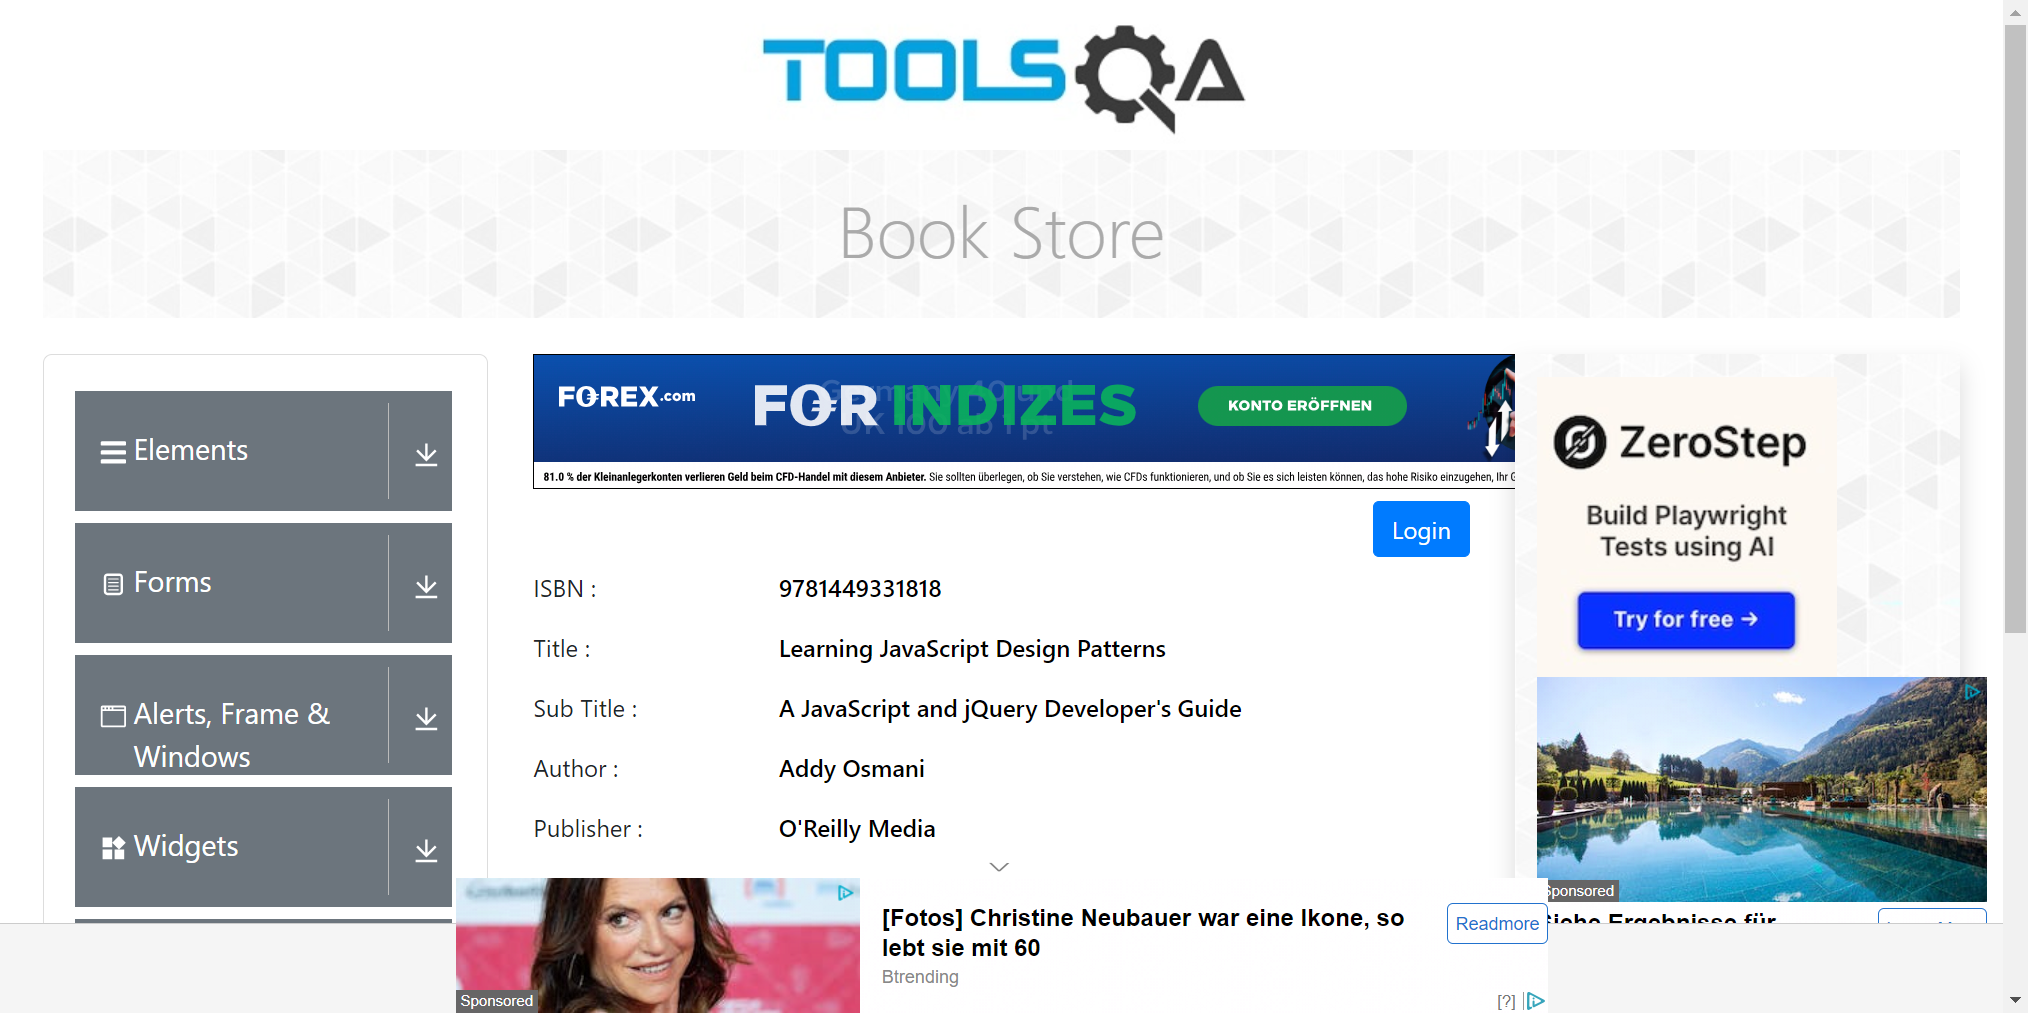 TOOLSQA
Book Store
Elements
Forms
Alerts, Frame &
Windows
Widgets
FOREX.com
FOR INDIZES
KONTO ERÖFFNEN
81.0 % der Kleinanlegerkonten verlieren Geld beim CFD-Handel mit diesem Anbieter. Sie sollten überlegen, ob Sie verstehen, wie CFDs funktionieren, und ob Sie es sich leisten können, das hohe Risiko einzugehen, Ihr G
Login
ISBN : 9781449331818
Title : Learning JavaScript Design Patterns
Sub Title : A JavaScript and jQuery Developer's Guide
Author : Addy Osmani
Publisher : O'Reilly Media
ZeroStep
Build Playwright
Tests using AI
Try for free →
Sponsored
Siehe Ergebnisse für
[Fotos] Christine Neubauer war eine Ikone, so
lebt sie mit 60
Btrending
Readmore
Sponsored
[?]